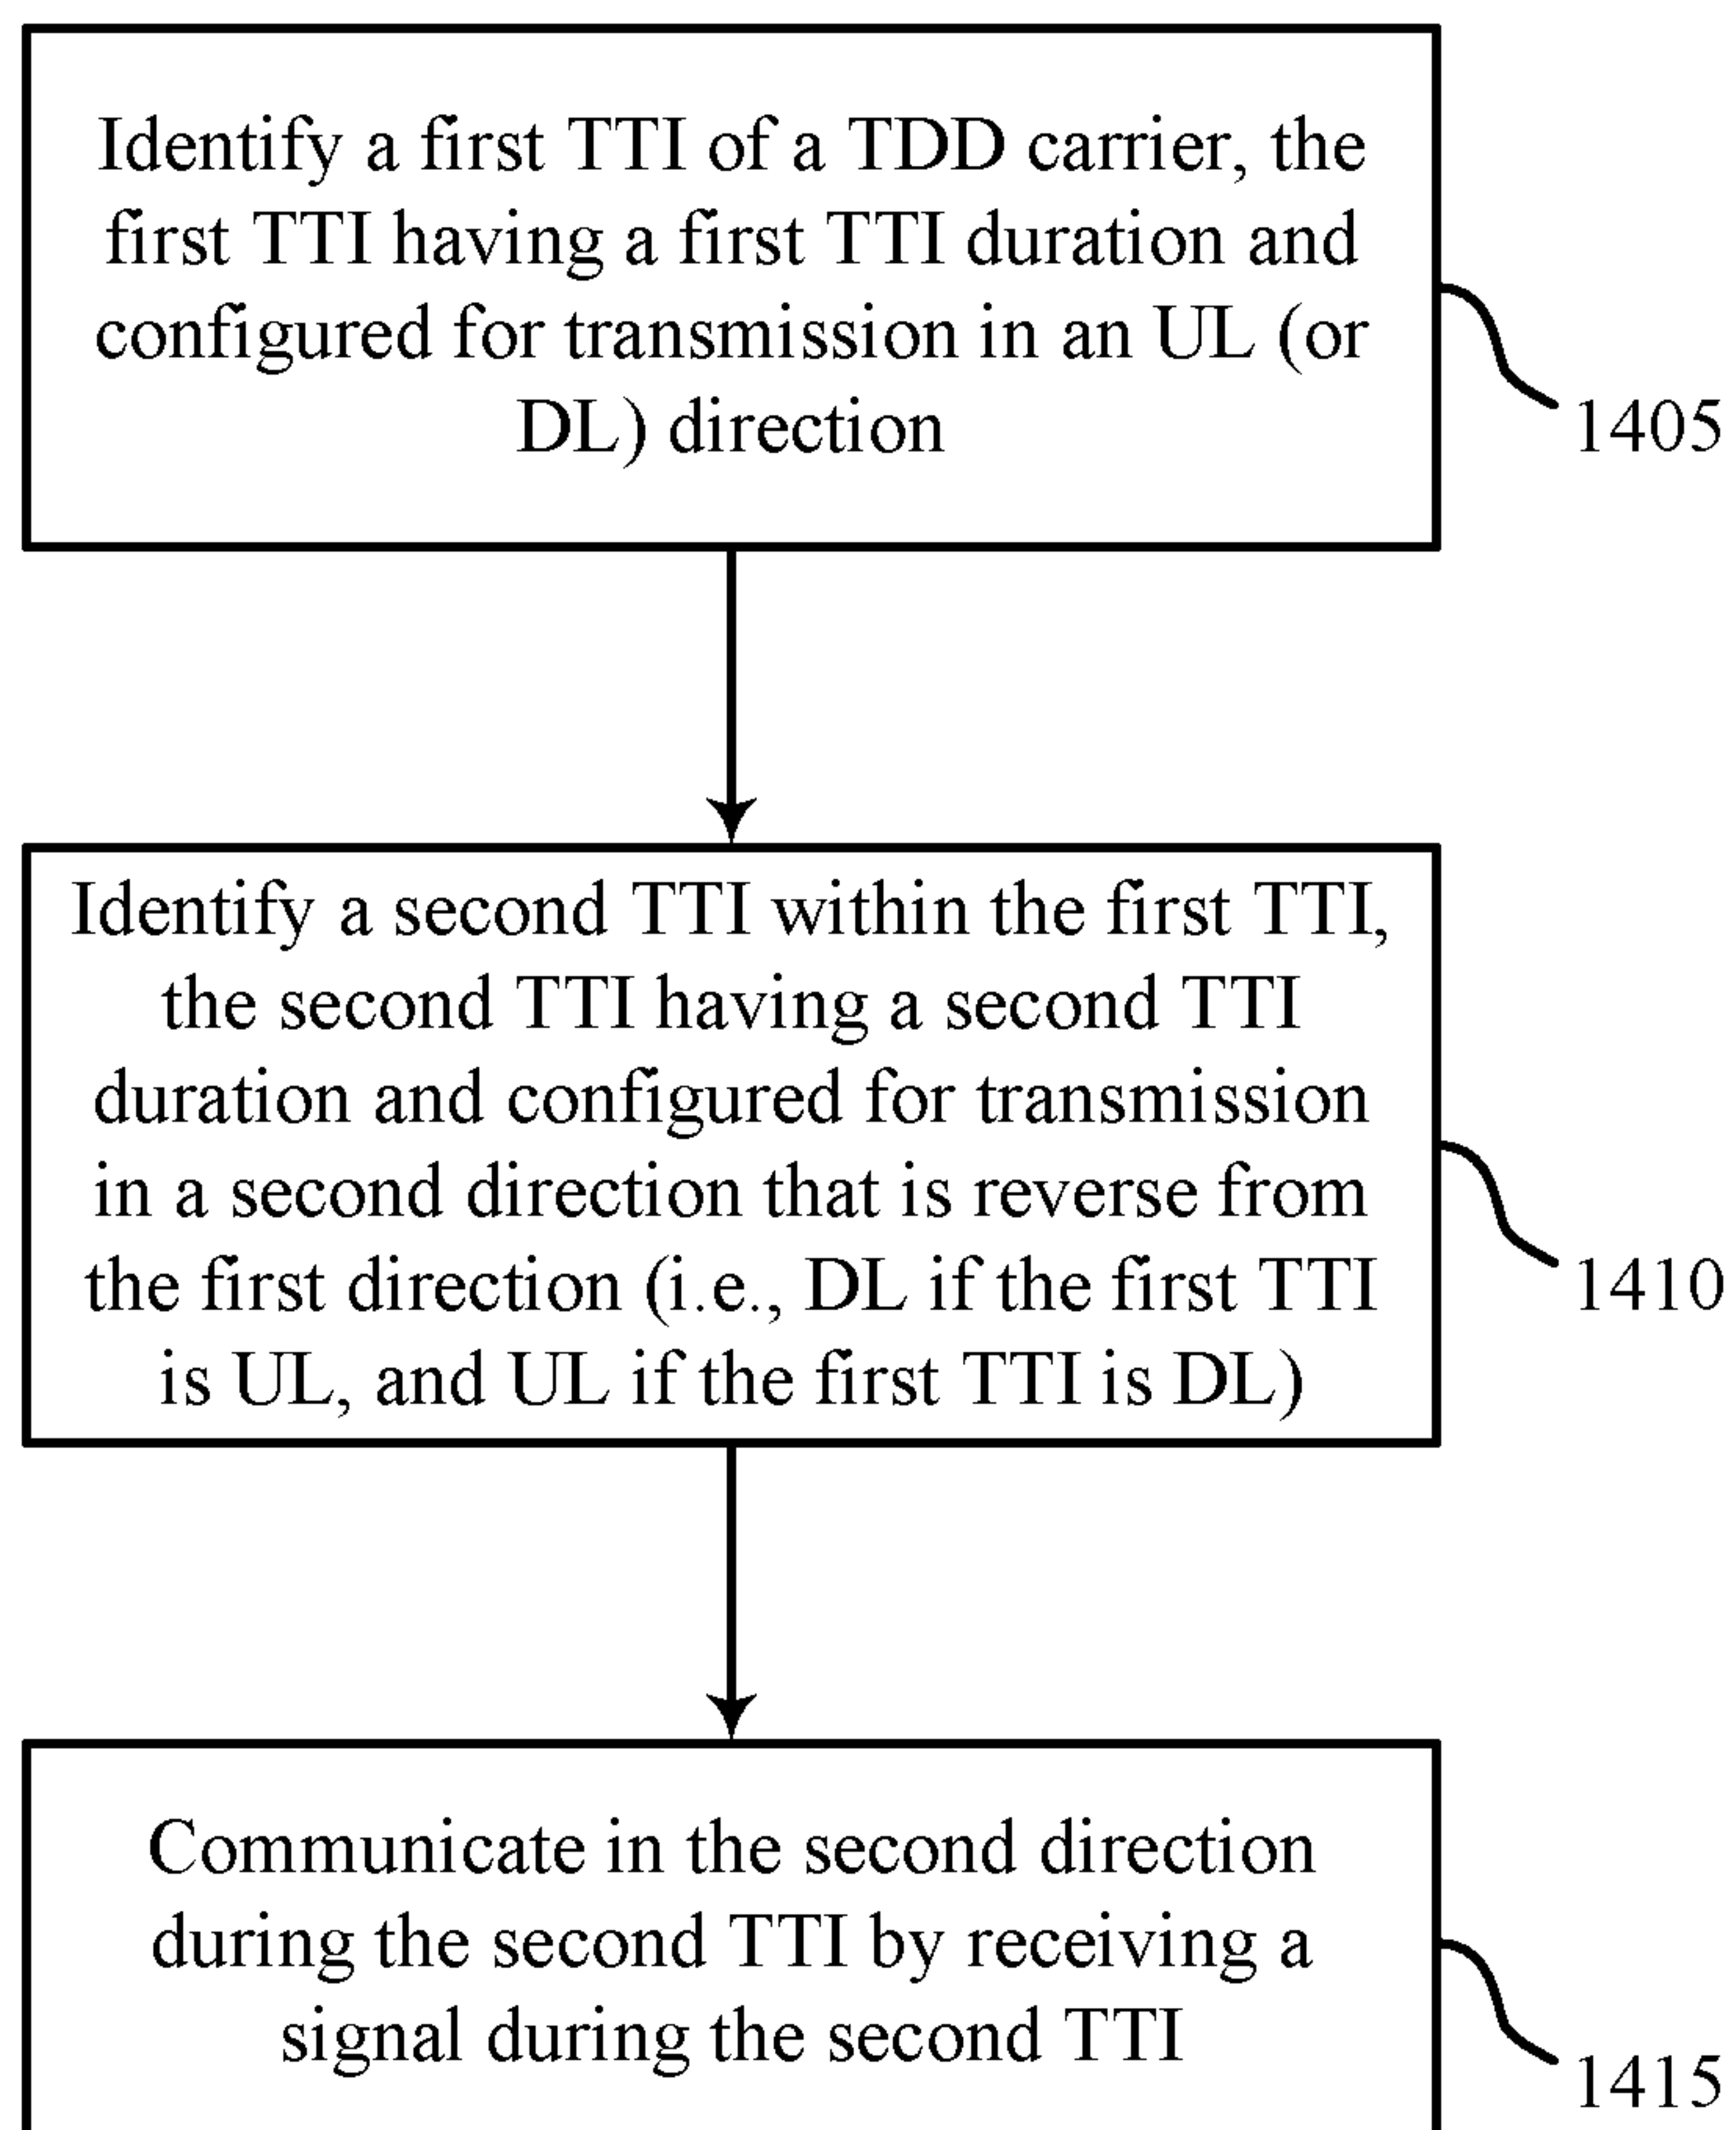 Identify a first TTI of a TDD carrier, the
first TTI having a first TTI duration and
configured for transmission in an UL (or
DL) direction
1405
Identify a second TTI within the first TTI,
the second TTI having a second TTI
duration and configured for transmission
in a second direction that is reverse from
the first direction (i.e., DL if the first TTI
is UL, and UL if the first TTI is DL)
1410
Communicate in the second direction
during the second TTI by receiving a
signal during the second TTI
1415